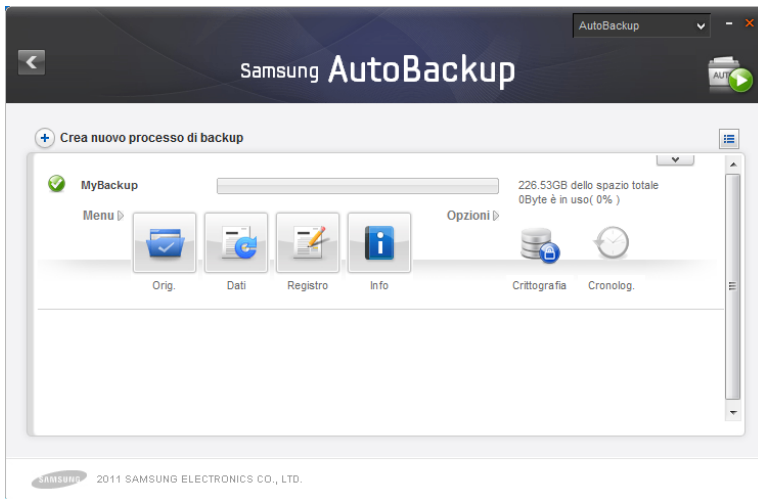 AutoBackup
Samsung AutoBackup
AUTO
Crea nuovo processo di backup
MyBackup
226.53GB dello spazio totale
0Byte è in uso( 0% )
Menu
Opzioni
Orig.
Dati
Registro
Info
Crittografia
Cronolog.
SAMSUNG
2011 SAMSUNG ELECTRONICS CO., LTD.